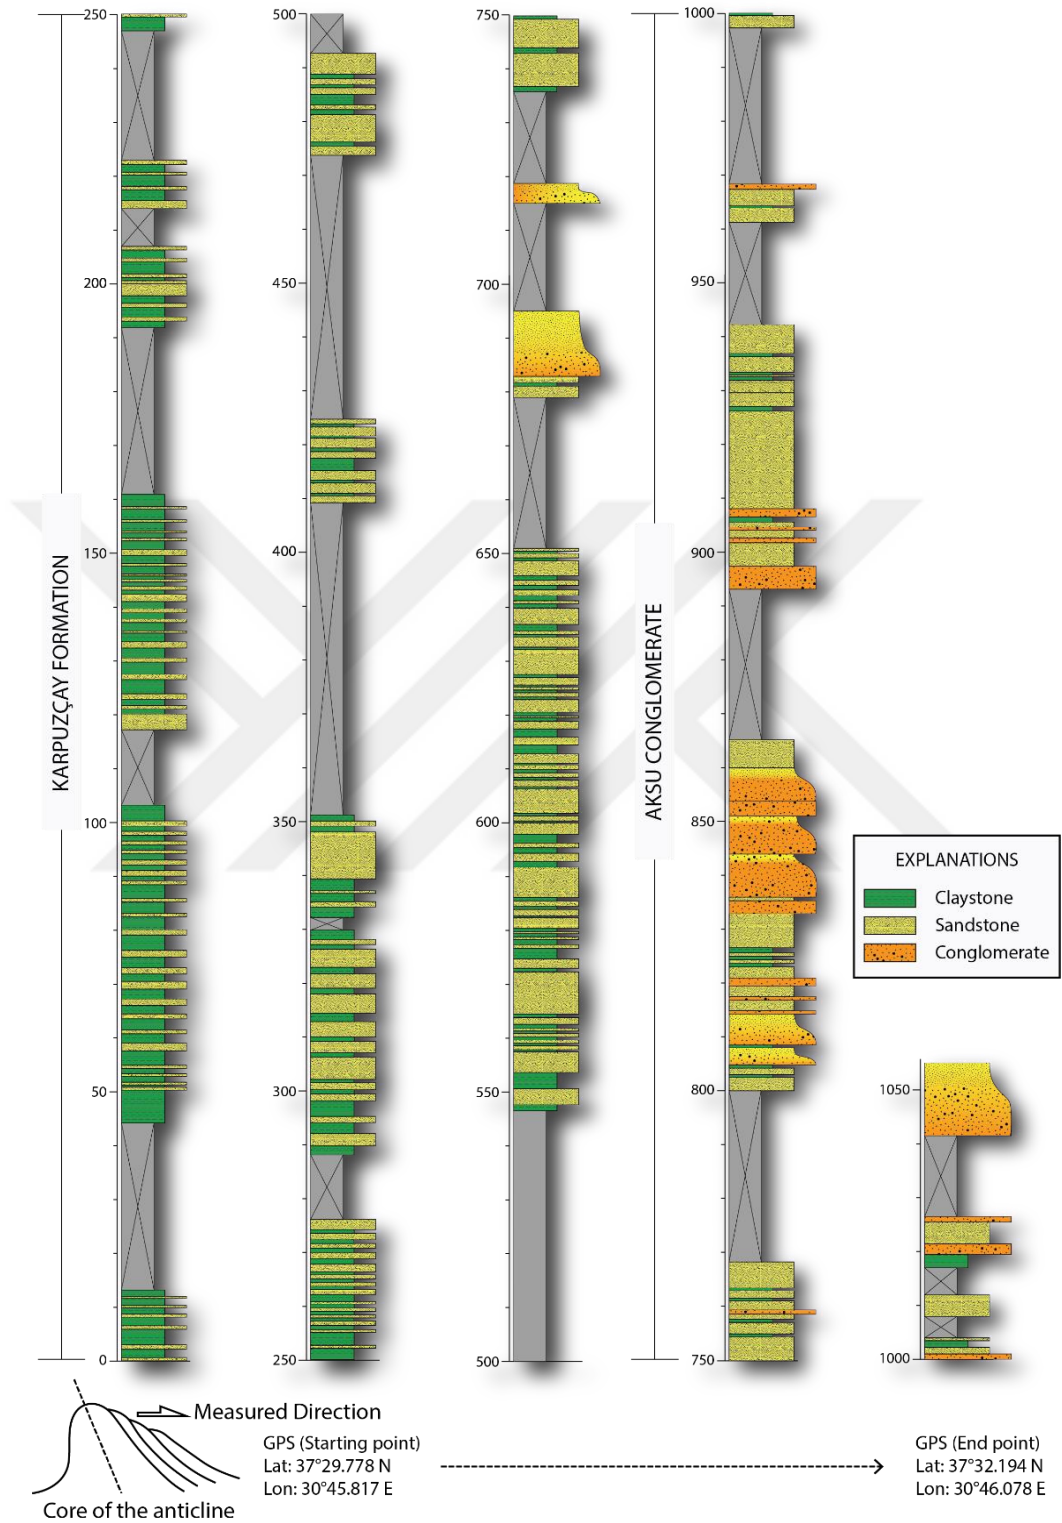 250
200
150
100
50
0
KARPUZÇAY FORMATION
500
450
400
350
300
250
750
700
650
600
550
500
AKSU CONGLOMERATE
1000
950
900
850
800
750
EXPLANATIONS
Claystone
Sandstone
Conglomerate
1050
1000
Measured Direction
Core of the anticline
GPS (Starting point)
Lat: 37°29.778 N
Lon: 30°45.817 E
GPS (End point)
Lat: 37°32.194 N
Lon: 30°46.078 E